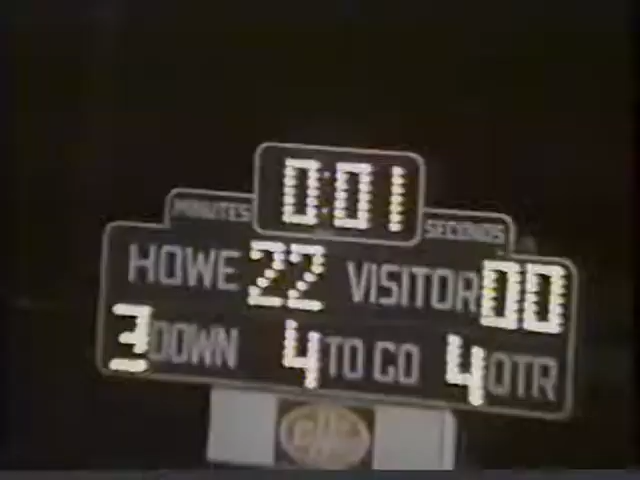 0:01
MINUTES SECONDS
HOWE 22 VISITOR 00
3 DOWN 4 TO GO 4 QTR